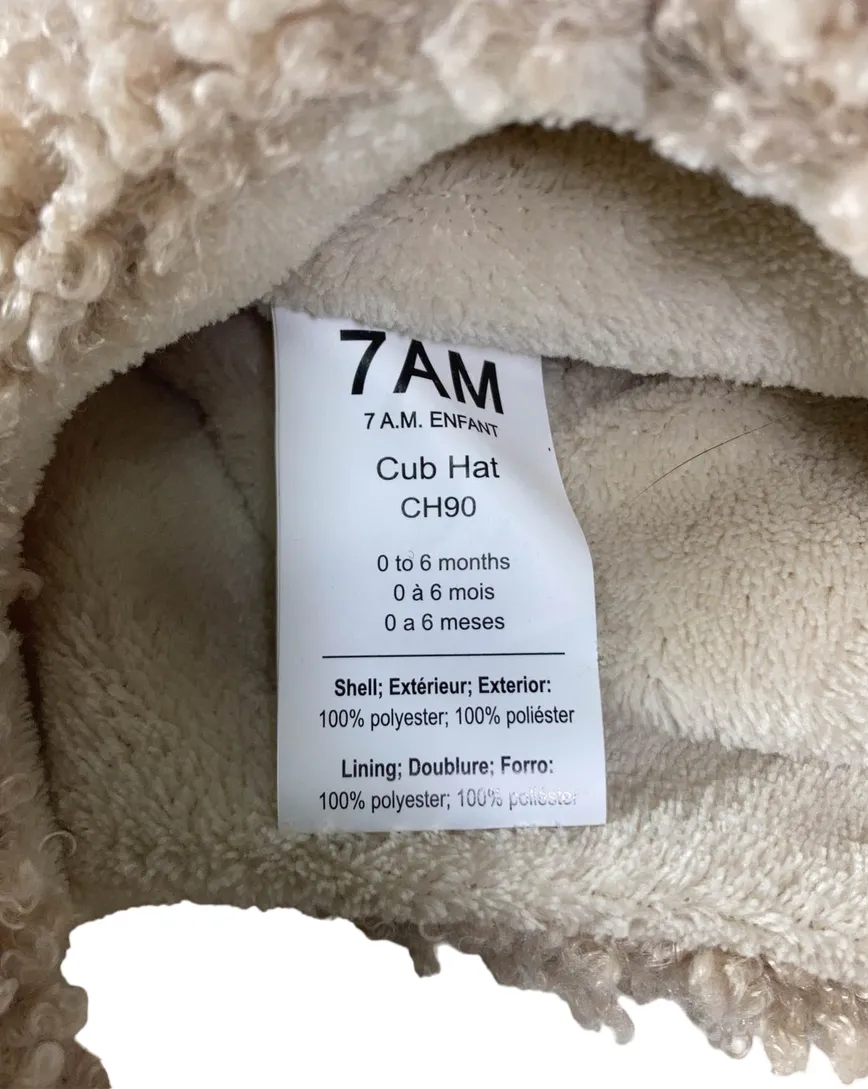 7AM
7 A.M. ENFANT
Cub Hat
CH90
0 to 6 months
0 à 6 mois
0 a 6 meses
Shell; Extérieur; Exterior:
100% polyester; 100% poliéster
Lining; Doublure; Forro:
100% polyester; 100% poliéster